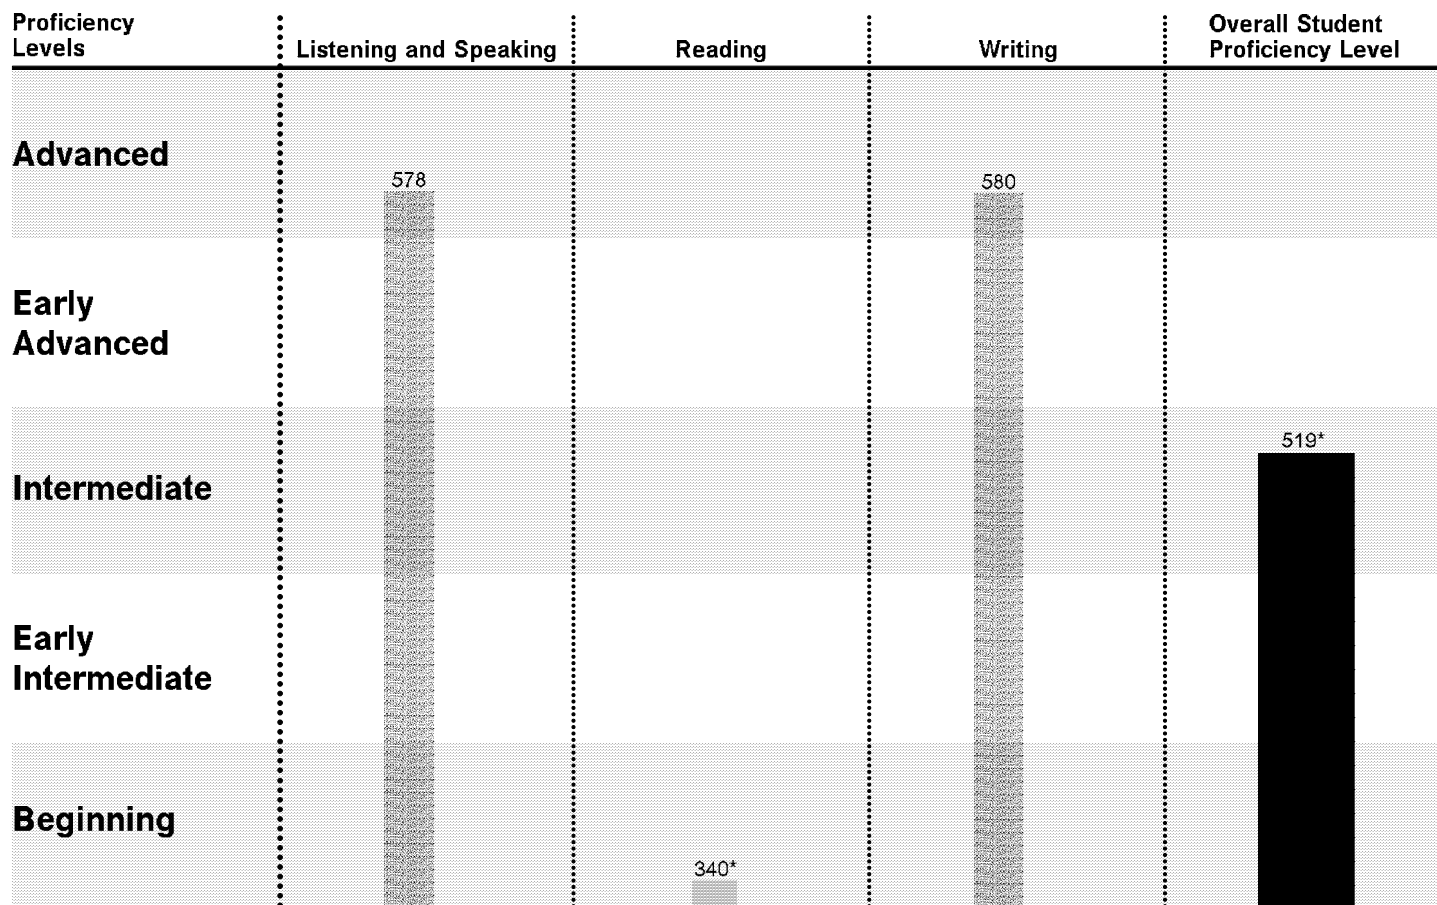 Proficiency
Levels
Listening and Speaking
Reading
Writing
Overall Student
Proficiency Level
Advanced
578
580
Early
Advanced
519*
Intermediate
Early
Intermediate
Beginning
340*